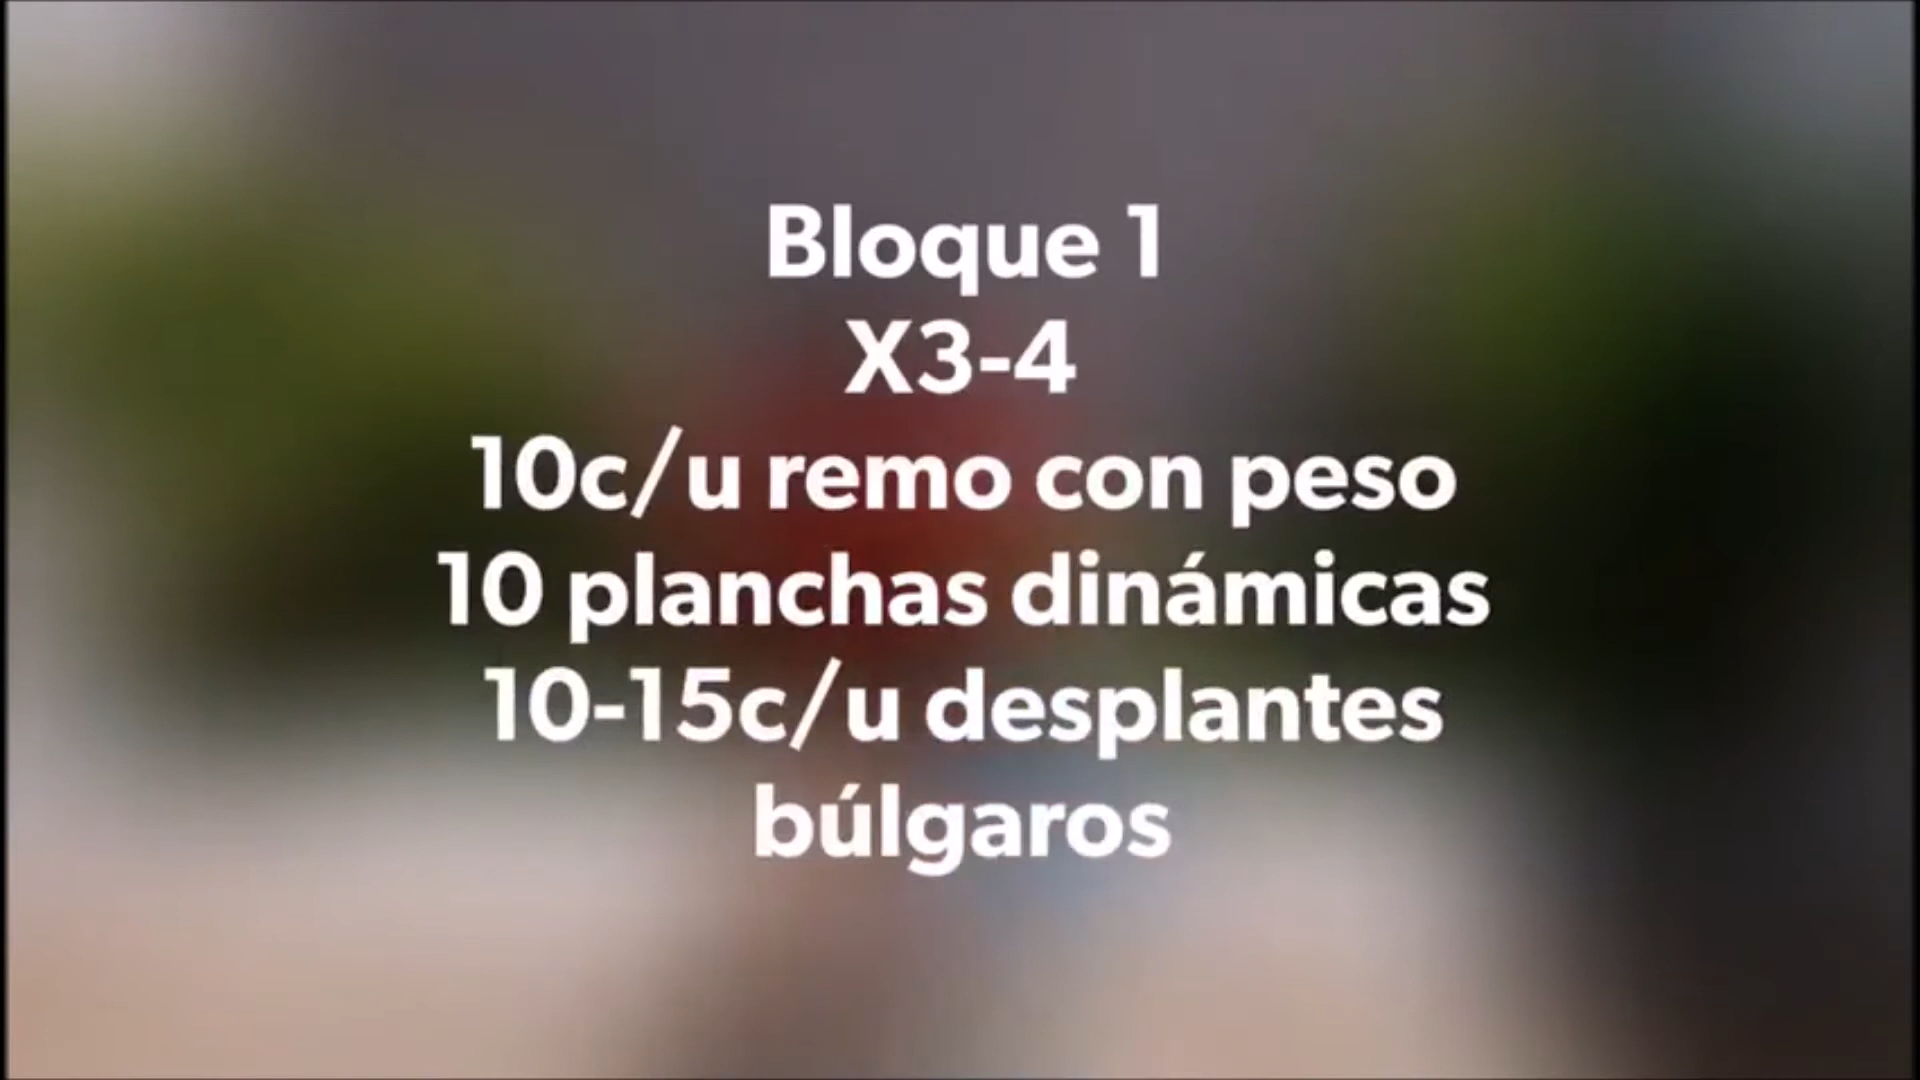 Bloque 1
X3-4
10c/u remo con peso
10 planchas dinámicas
10-15c/u desplantes
búlgaros